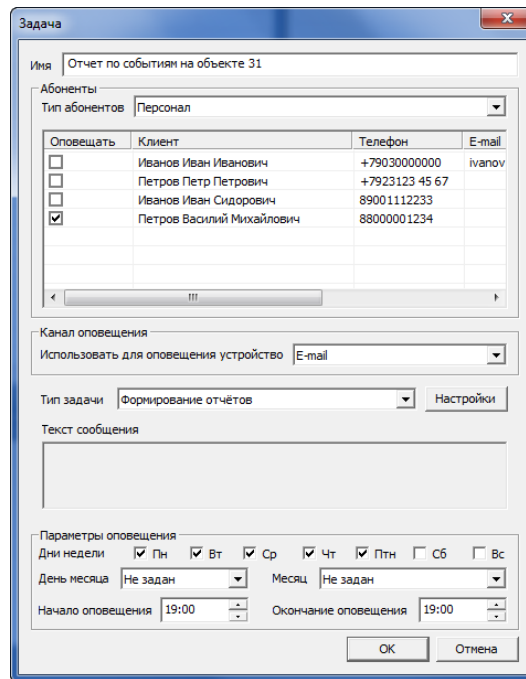 Задача
Имя Отчет по событиям на объекте 31
Абоненты
Тип абонентов Персонал
Оповещать Клиент Телефон E-mail
Иванов Иван Иванович +79030000000 ivanov
Петров Петр Петрович +7923123 45 67
Иванов Иван Сидорович 89001112233
Петров Василий Михайлович 88000001234
Канал оповещения
Использовать для оповещения устройство E-mail
Тип задачи Формирование отчётов Настройки
Текст сообщения
Параметры оповещения
Дни недели Пн Вт Ср Чт Птн Сб Вс
День месяца Не задан Месяц Не задан
Начало оповещения 19:00 Окончание оповещения 19:00
ОК Отмена